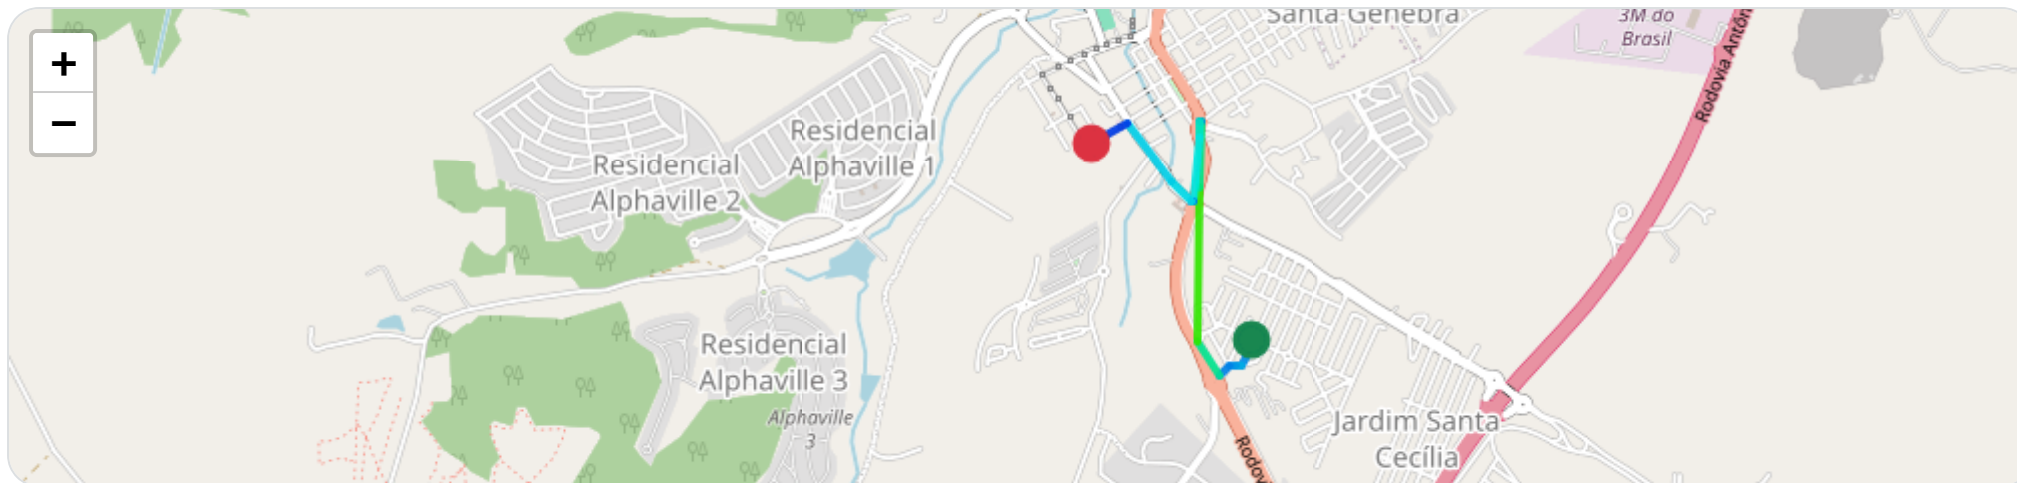 +
−
Santa Genebra
3M do
Brasil
Rodovia Antôn
Residencial
Alphaville 1
Residencial
Alphaville 2
Residencial
Alphaville 3
Alphaville
3
Rodov
Jardim Santa
Cecília